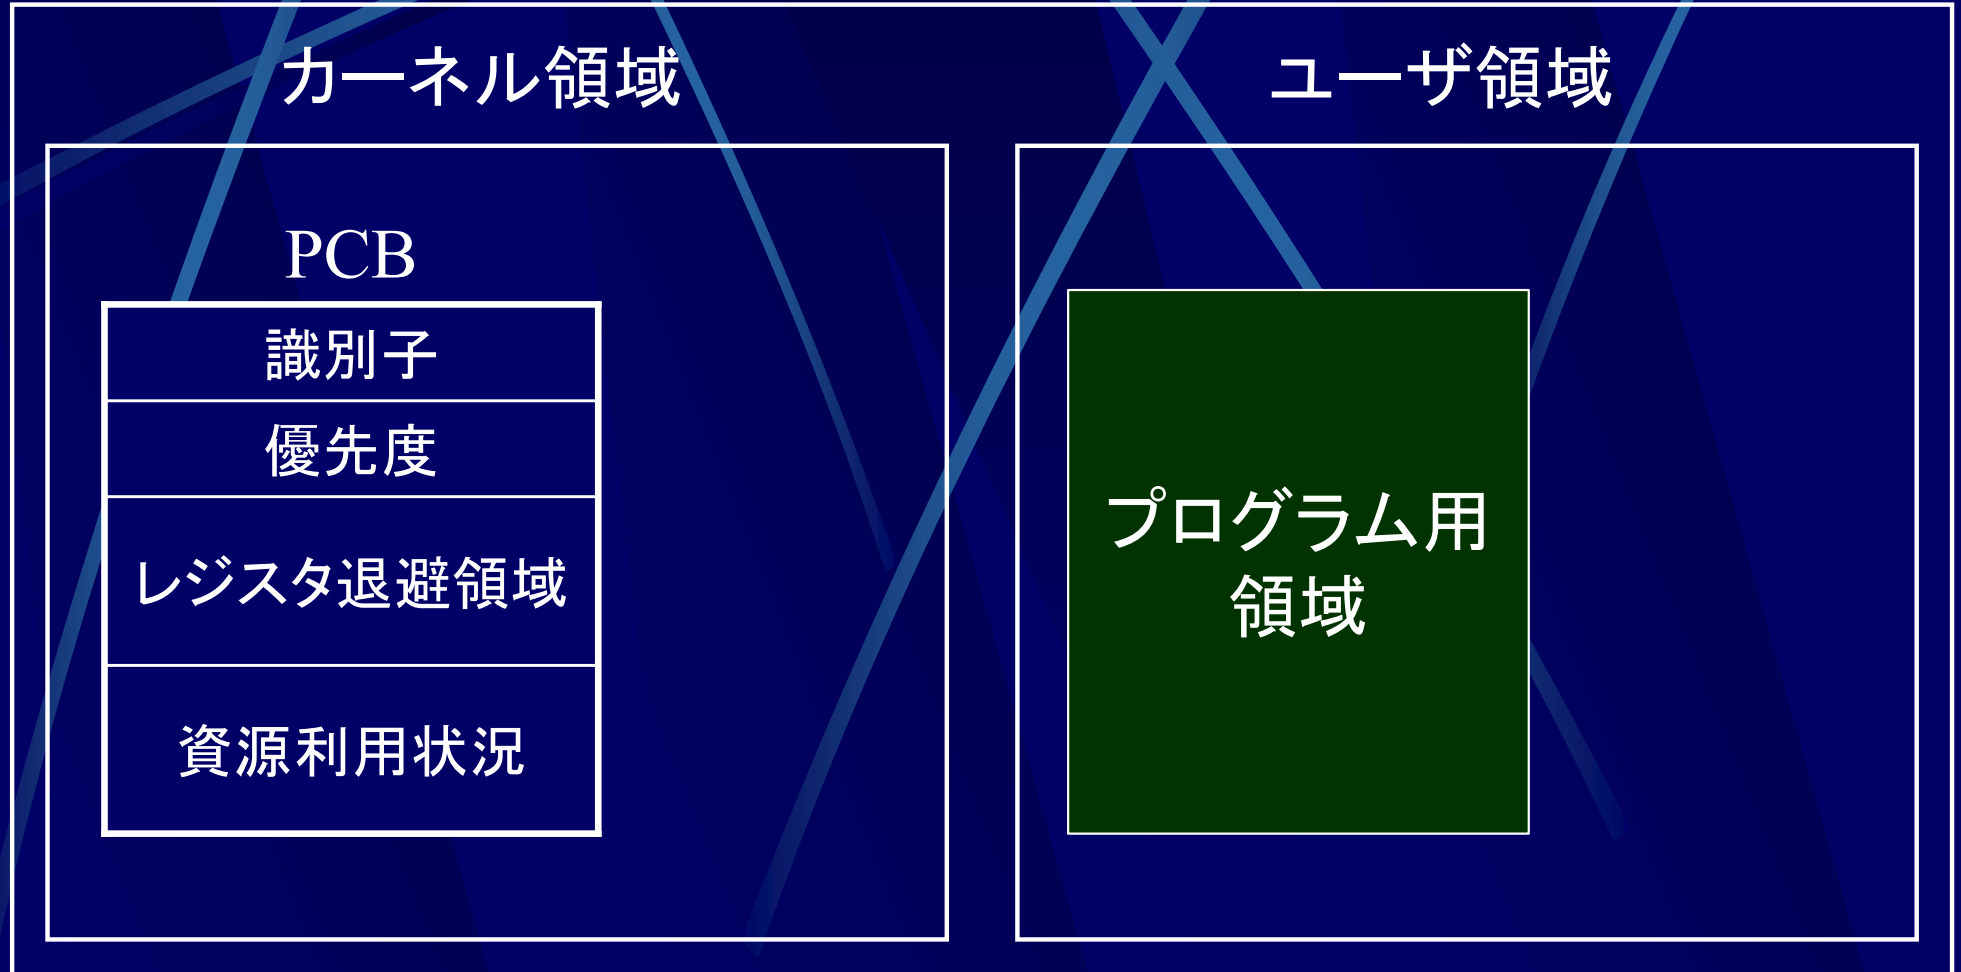 カーネル領域
ユーザ領域
PCB
識別子
優先度
レジスタ退避領域
資源利用状況
プログラム用
領域